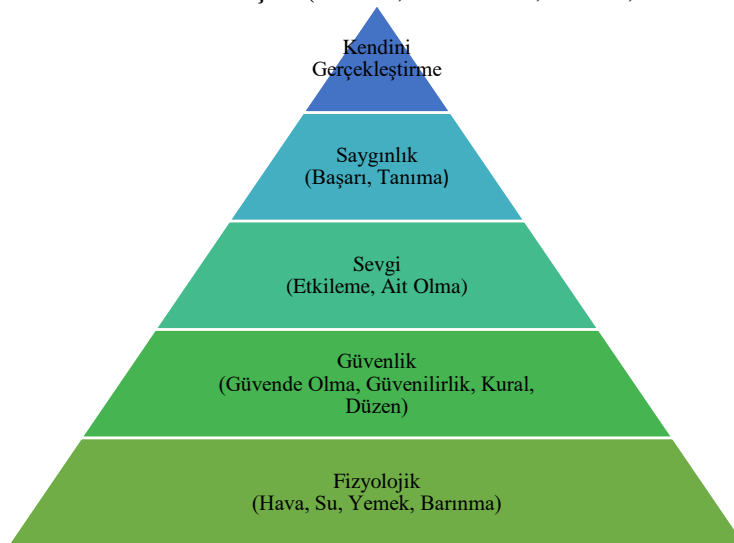 Kendini
Gerçekleştirme
Saygınlık
(Başarı, Tanıma)
Sevgi
(Etkileme, Ait Olma)
Güvenlik
(Güvende Olma, Güvenilirlik, Kural,
Düzen)
Fizyolojik
(Hava, Su, Yemek, Barınma)